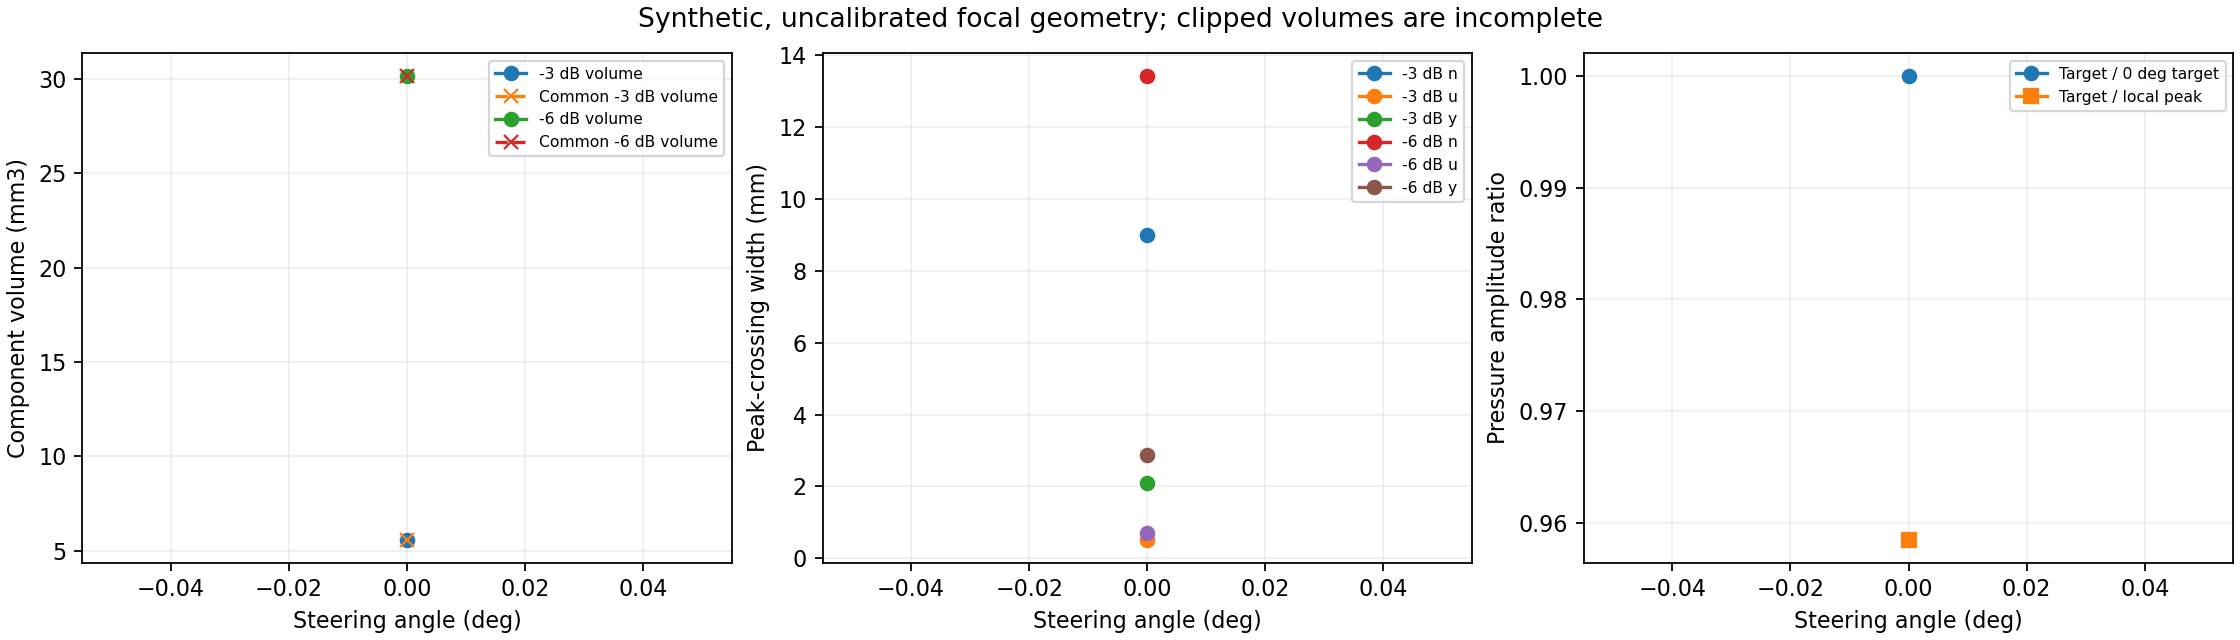 Synthetic, uncalibrated focal geometry; clipped volumes are incomplete
Component volume (mm3)
30
25
20
15
10
5
-3 dB volume
Common -3 dB volume
-6 dB volume
Common -6 dB volume
−0.04 −0.02 0.00 0.02 0.04
Steering angle (deg)
Peak-crossing width (mm)
14
12
10
8
6
4
2
0
-3 dB n
-3 dB u
-3 dB y
-6 dB n
-6 dB u
-6 dB y
−0.04 −0.02 0.00 0.02 0.04
Steering angle (deg)
Pressure amplitude ratio
1.00
0.99
0.98
0.97
0.96
Target / 0 deg target
Target / local peak
−0.04 −0.02 0.00 0.02 0.04
Steering angle (deg)